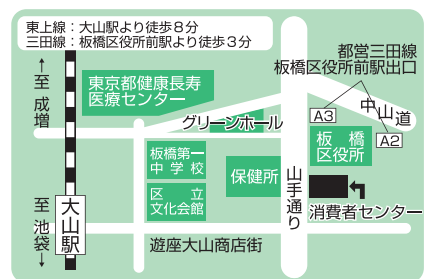 東上線：大山駅より徒歩８分
三田線：板橋区役所前駅より徒歩３分
都営三田線
板橋区役所前駅出口
↑至 成増
東京都健康長寿
医療センター
グリーンホール
A3
中山道
A2
板橋
区役所
板橋第一
中学校
保健所
山手通り
区立
文化会館
消費者センター
大山駅
至 池袋↓
遊座大山商店街